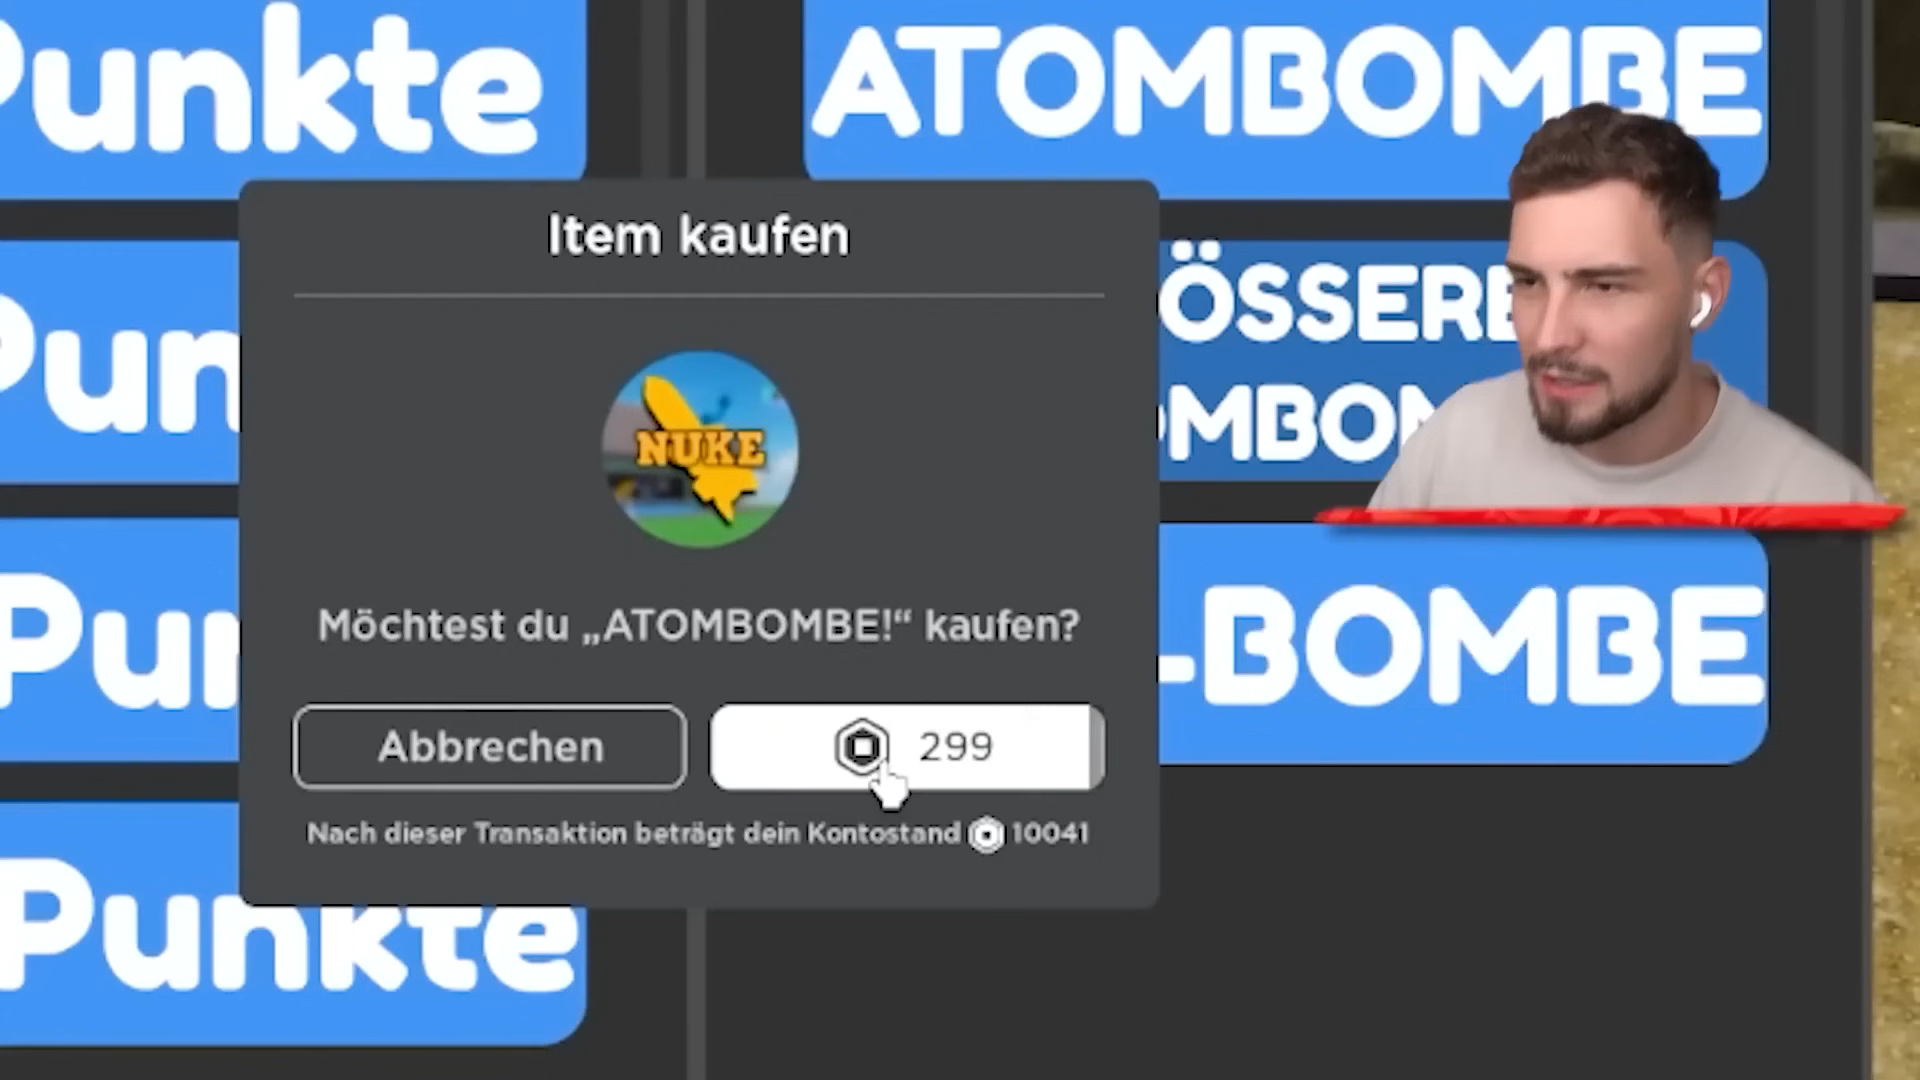 Punkte
ATOMBOMBE
Item kaufen
ÖSSERE
NUKE
OMBOM
Möchtest du „ATOMBOMBE!“ kaufen?
-BOMBE
Abbrechen
299
Nach dieser Transaktion beträgt dein Kontostand 10041
Punkte